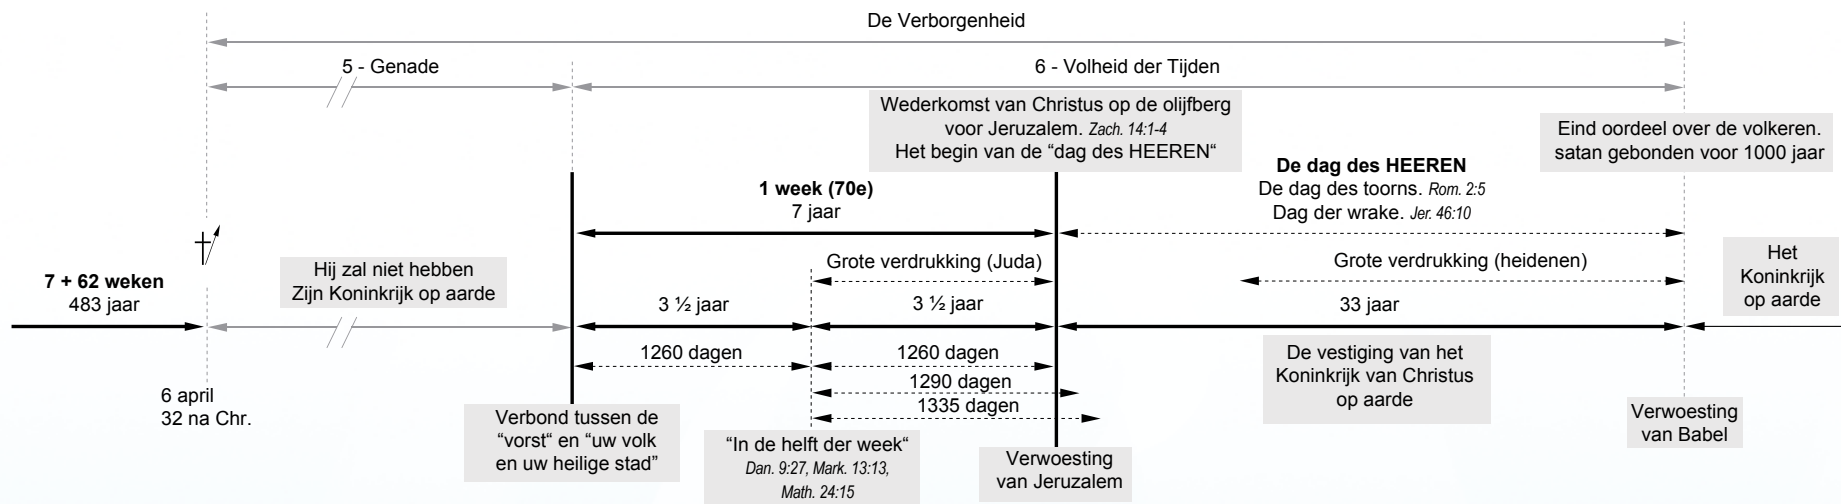 De Verborgenheid
5 - Genade
6 - Volheid der Tijden
Wederkomst van Christus op de olijfberg
voor Jeruzalem. Zach. 14:1-4
Het begin van de “dag des HEEREN“
Eind oordeel over de volkeren.
satan gebonden voor 1000 jaar
1 week (70e)
7 jaar
De dag des HEEREN
De dag des toorns. Rom. 2:5
Dag der wrake. Jer. 46:10
7 + 62 weken
483 jaar
Hij zal niet hebben
Zijn Koninkrijk op aarde
Grote verdrukking (Juda)
Grote verdrukking (heidenen)
Het
Koninkrijk
op aarde
3 ½ jaar
3 ½ jaar
33 jaar
1260 dagen
1260 dagen
1290 dagen
1335 dagen
De vestiging van het
Koninkrijk van Christus
op aarde
6 april
32 na Chr.
Verbond tussen de
“vorst“ en “uw volk
en uw heilige stad”
“In de helft der week“
Dan. 9:27, Mark. 13:13,
Math. 24:15
Verwoesting
van Jeruzalem
Verwoesting
van Babel